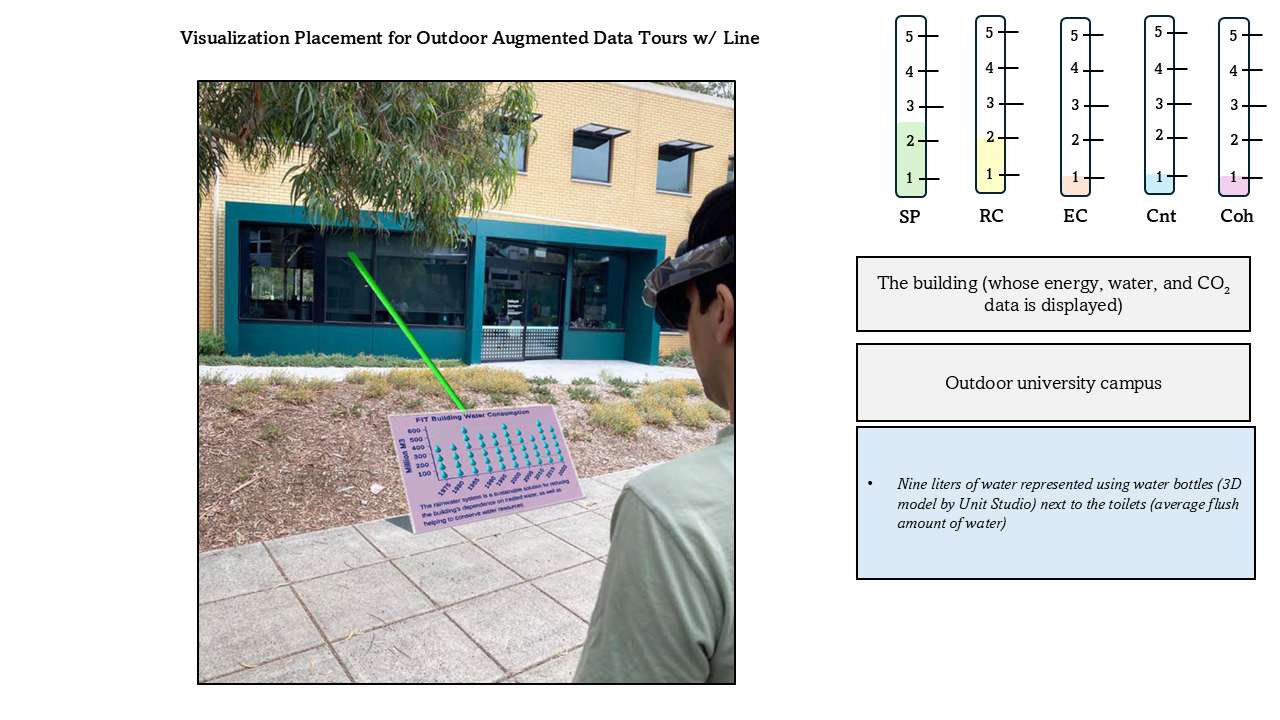 Visualization Placement for Outdoor Augmented Data Tours w/ Line
5 5 5 5 5
4 4 4 4 4
3 3 3 3 3
2 2 2 2 2
1 1 1 1 1
SP RC EC Cnt Coh
The building (whose energy, water, and CO₂
data is displayed)
Outdoor university campus
• Nine liters of water represented using water bottles (3D
model by Unit Studio) next to the toilets (average flush
amount of water)
FIT Building Water Consumption
Million M3
600
500
400
300
200
100
1975 1980 1985 1990 1995 2000 2005 2010 2015 2020
The rainwater system is a sustainable solution for reducing
the building's dependence on treated water, as well as
helping to conserve water resources.